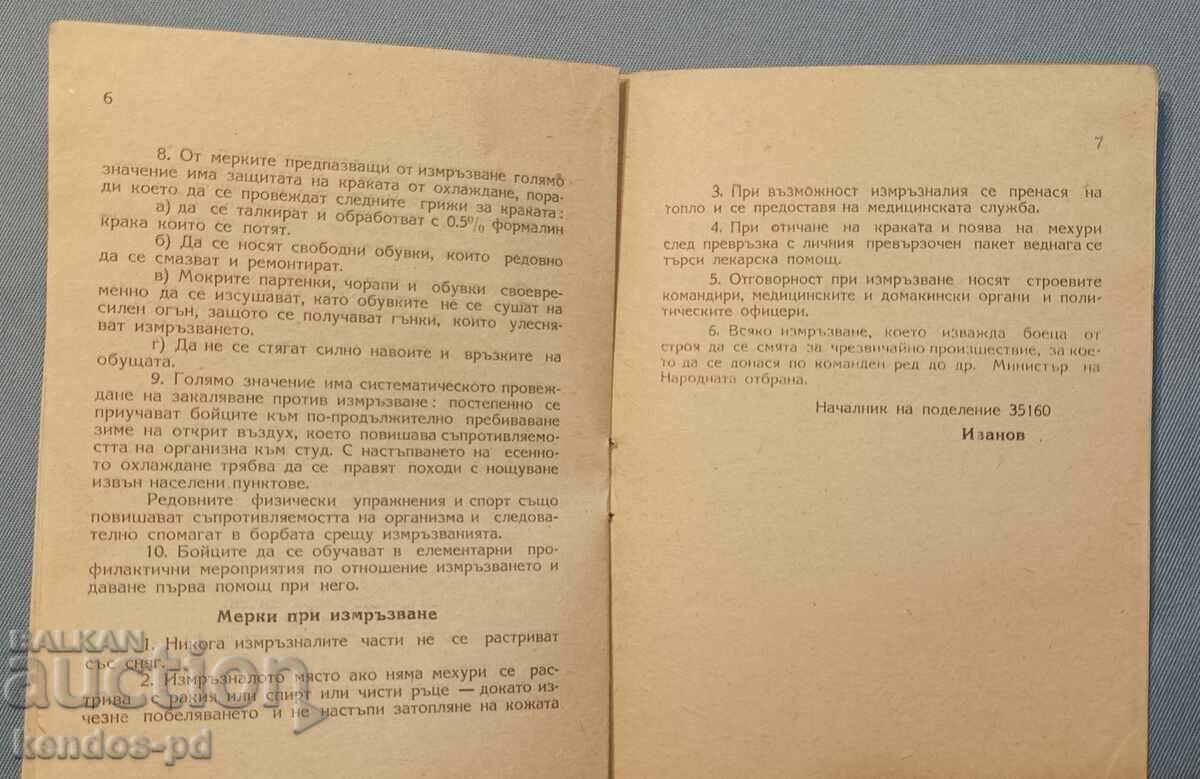 6
8. От мерките предпазващи от измръзване голямо
значение има защитата на краката от охлаждане, пора-
ди което да се провеждат следните грижи за краката:
а) да се талкират и обработват с 0.5% формалин
крака които се потят.
б) Да се носят свободни обувки, които редовно
да се смазват и ремонтират.
в) Мокрите партенки, чорапи и обувки своевре-
менно да се изсушават, като обувките не се сушат на
силен огън, защото се получават гънки, които улесня-
ват измръзването.
г) Да не се стягат силно навоите и връзките на
обущата.
9. Голямо значение има систематическото провеж-
дане на закаляване против измръзване: постепенно се
приучават бойците към по-продължително пребиваване
зиме на открит въздух, което повишава съпротивляемо-
стта на организна към студ. С настъпването на есенно-
то охлаждане трябва да се правят походи с нощуване
извън населени пунктове.
Редовните физически упражнения и спорт също
повишават съпротивляемостта на организма и следова-
телно спомагат в борбата срещу измръзванията.
10. Бойците да се обучават в елементарни про-
филактични мероприятия по отношение измръзването и
даване първа помощ при него.
Мерки при измръзване
1. Никога измръзналите части не се растриват
със сняг.
2. Измръзналото място ако няма мехури се рас-
трива ракия или спирт или чисти ръце — докато из-
чезне побеляването и не настъпи затопляне на кожата
7
3. При възможност измръзналия се пренася на
топло и се предоставя на медицинската служба.
4. При отичане на краката и поява на мехури
след превръзка с личния превързочен пакет веднага се
търси лекарска помощ.
5. Отговорност при измръзване носят строевите
командири, медицинските и домакински органи и поли-
тическите офицери.
6. Всяко измръзване, което изважда боеца от
строя да се смята за чрезвичайно произшествие, за кое-
то да се донася по команден ред до др. Министър на
Народната отбрана.
Началник на поделение 35160
Изанов
BALKAN
auction
kendos-pd